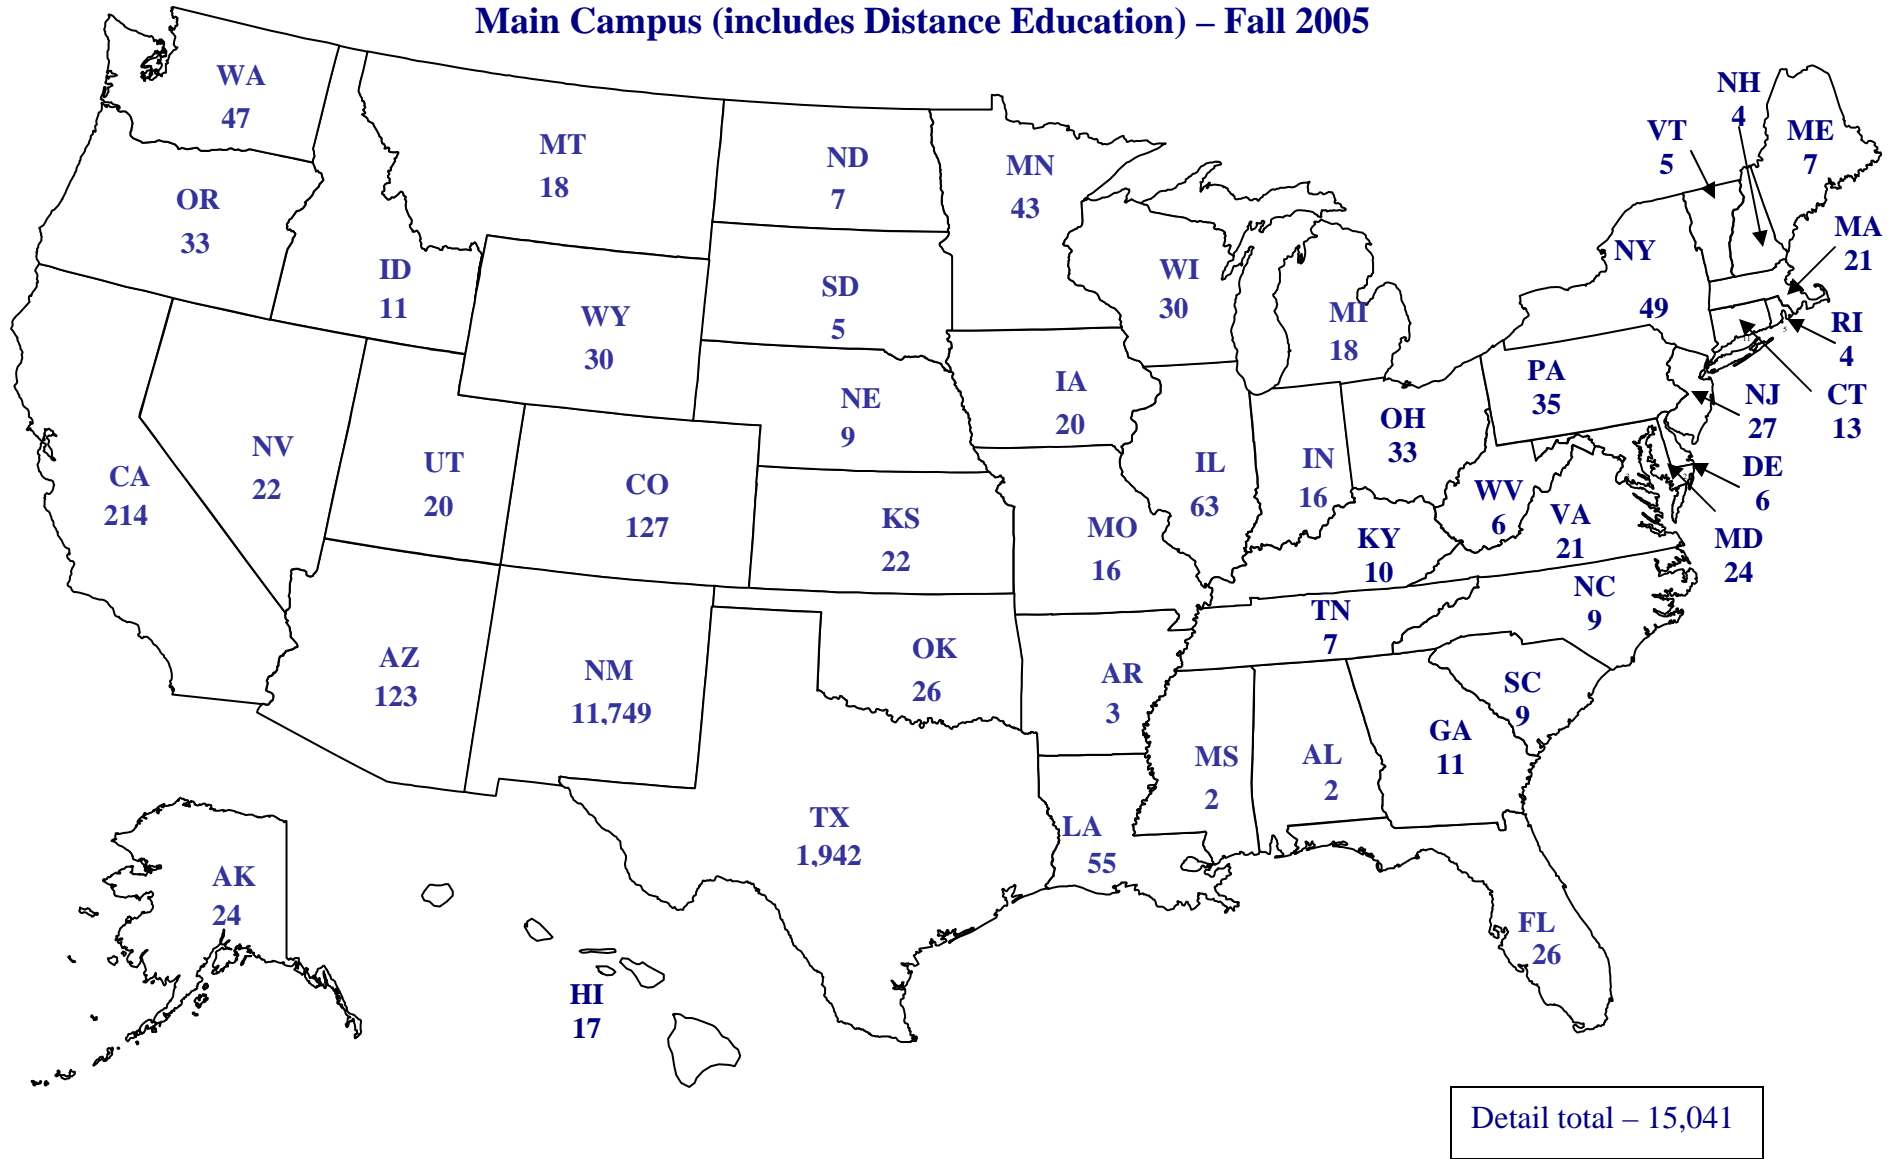 Main Campus (includes Distance Education) – Fall 2005
WA
47
OR
33
ID
11
MT
18
WY
30
ND
7
SD
5
NE
9
MN
43
WI
30
MI
18
IA
20
NH
4
VT
5
ME
7
MA
21
NY
49
RI
4
CT
13
NJ
27
PA
35
OH
33
DE
6
MD
24
CA
214
NV
22
UT
20
CO
127
KS
22
MO
16
IL
63
IN
16
WV
6
VA
21
KY
10
TN
7
NC
9
SC
9
GA
11
AZ
123
NM
11,749
OK
26
AR
3
MS
2
AL
2
TX
1,942
LA
55
FL
26
AK
24
HI
17
Detail total – 15,041